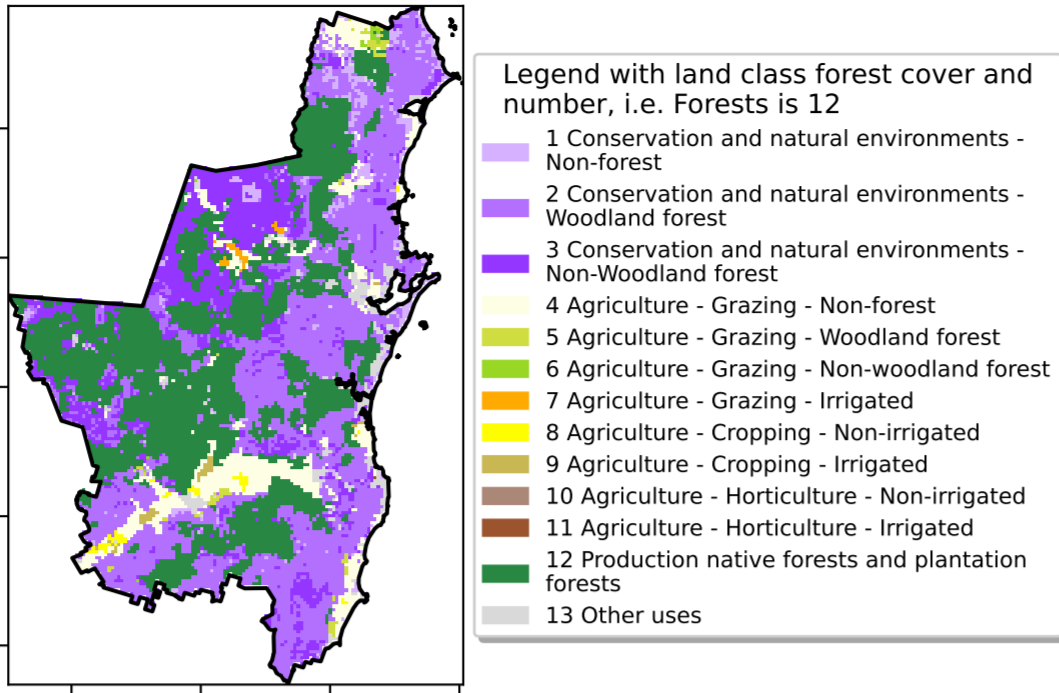 Legend with land class forest cover and
number, i.e. Forests is 12
1 Conservation and natural environments -
Non-forest
2 Conservation and natural environments -
Woodland forest
3 Conservation and natural environments -
Non-Woodland forest
4 Agriculture - Grazing - Non-forest
5 Agriculture - Grazing - Woodland forest
6 Agriculture - Grazing - Non-woodland forest
7 Agriculture - Grazing - Irrigated
8 Agriculture - Cropping - Non-irrigated
9 Agriculture - Cropping - Irrigated
10 Agriculture - Horticulture - Non-irrigated
11 Agriculture - Horticulture - Irrigated
12 Production native forests and plantation
forests
13 Other uses